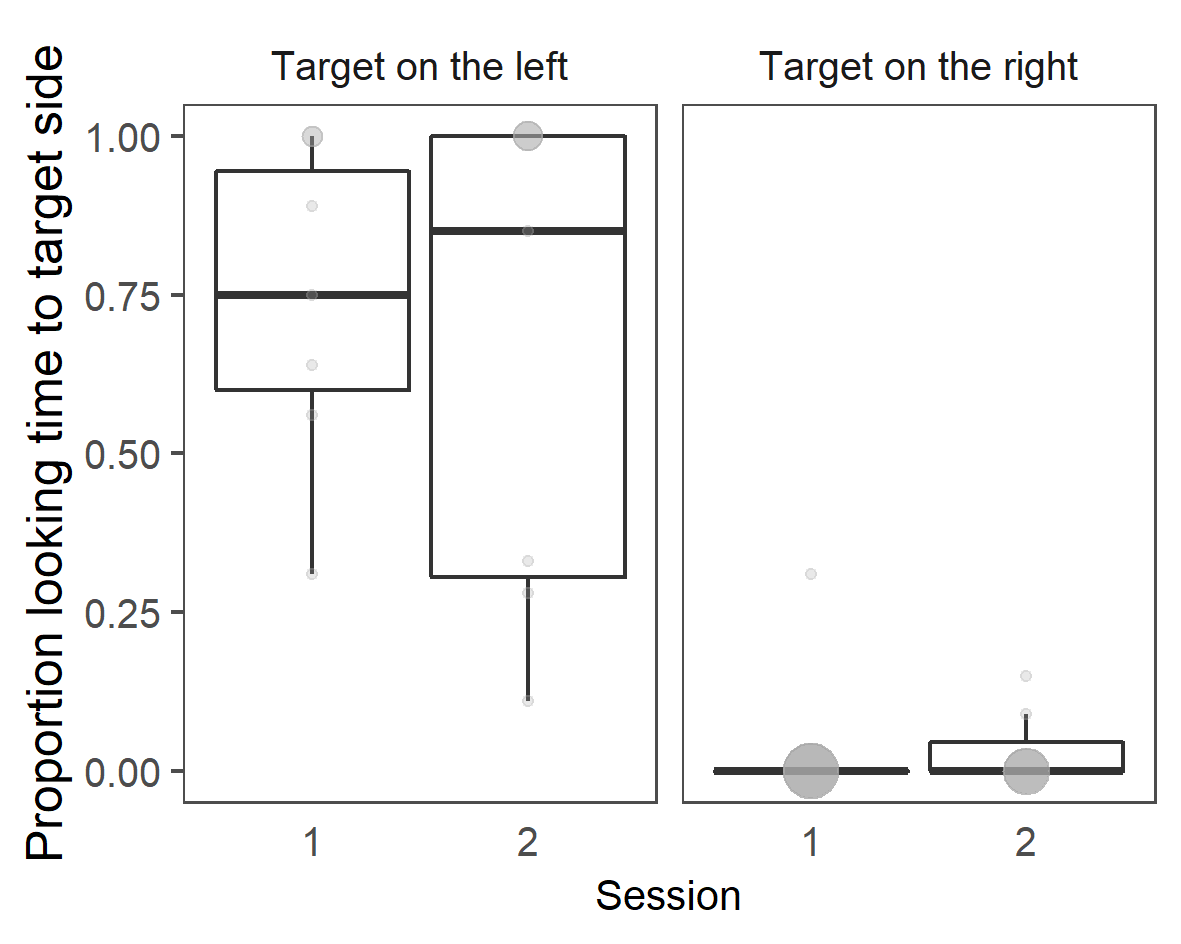 Target on the left
Target on the right
Proportion looking time to target side
1.00
0.75
0.50
0.25
0.00
1
2
1
2
Session